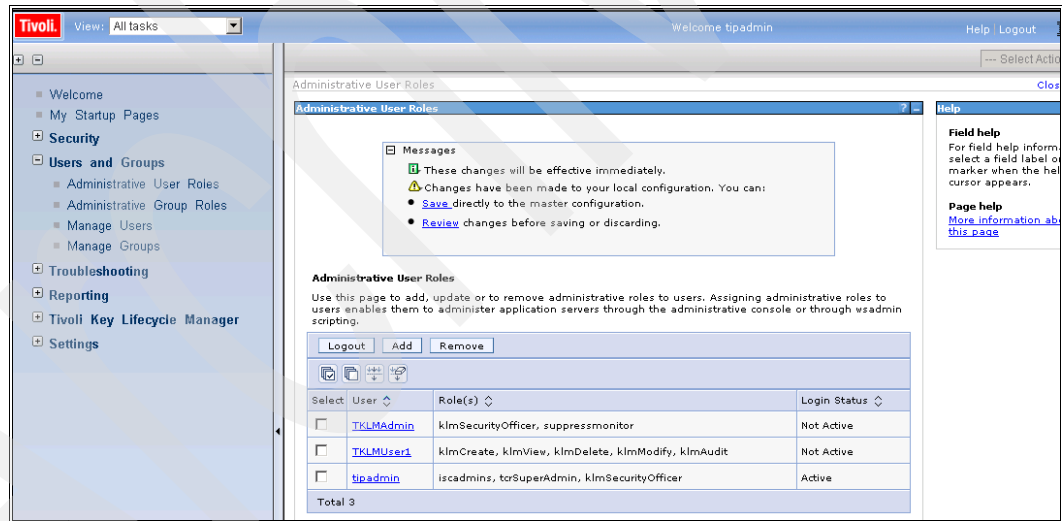 Tivoli. View: All tasks Welcome tipadmin Help | Logout
--- Select Actio
Welcome
My Startup Pages
Security
Users and Groups
Administrative User Roles
Administrative Group Roles
Manage Users
Manage Groups
Troubleshooting
Reporting
Tivoli Key Lifecycle Manager
Settings
Administrative User Roles
Clos
Administrative User Roles ? -
Messages
These changes will be effective immediately.
Changes have been made to your local configuration. You can:
Save directly to the master configuration.
Review changes before saving or discarding.
Administrative User Roles
Use this page to add, update or to remove administrative roles to users. Assigning administrative roles to
users enables them to administer application servers through the administrative console or through wsadmin
scripting.
Logout Add Remove
Select User Role(s) Login Status
TKLMAdmin klmSecurityOfficer, suppressmonitor Not Active
TKLMUser1 klmCreate, klmView, klmDelete, klmModify, klmAudit Not Active
tipadmin iscadmins, tcrSuperAdmin, klmSecurityOfficer Active
Total 3
Help
Field help
For field help inform
select a field label o
marker when the hel
cursor appears.
Page help
More information ab
this page